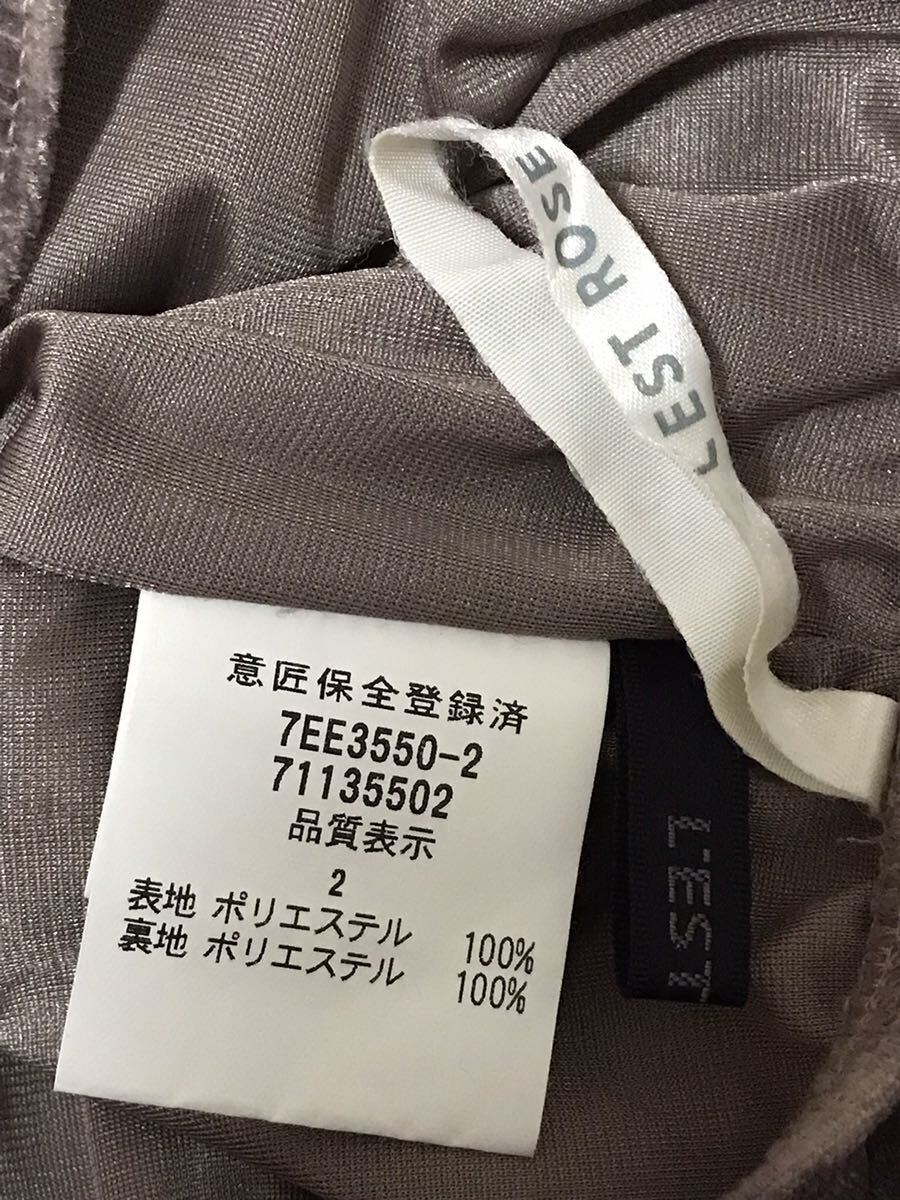 L'EST ROSE
意匠保全登録済
7EE3550-2
71135502
品質表示
2
表地 ポリエステル 100%
裏地 ポリエステル 100%
L'EST